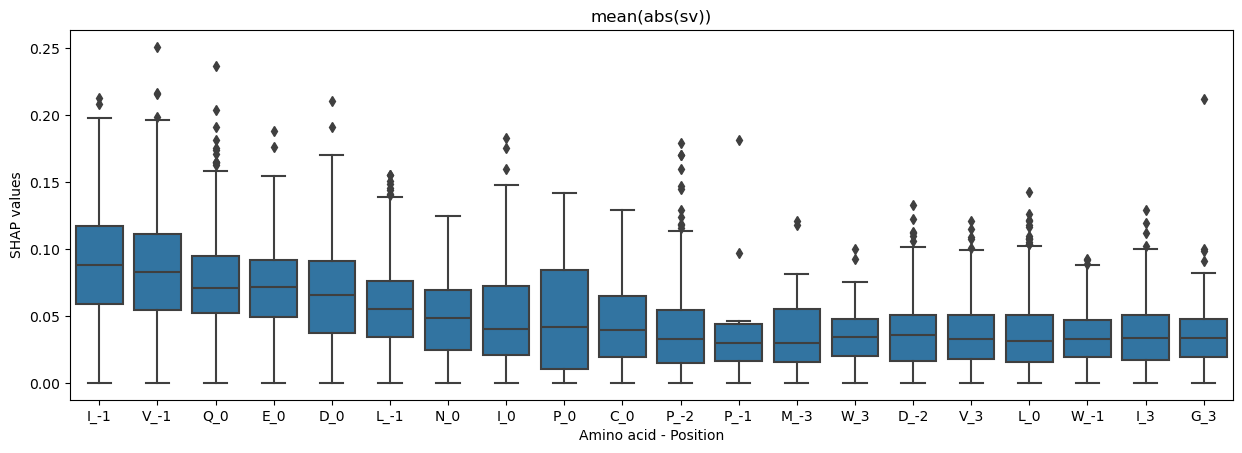 mean(abs(sv))
SHAP values
0.25
0.20
0.15
0.10
0.05
0.00
I_-1 V_-1 Q_0 E_0 D_0 L_-1 N_0 I_0 P_0 C_0 P_-2 P_-1 M_-3 W_3 D_-2 V_3 L_0 W_-1 I_3 G_3
Amino acid - Position